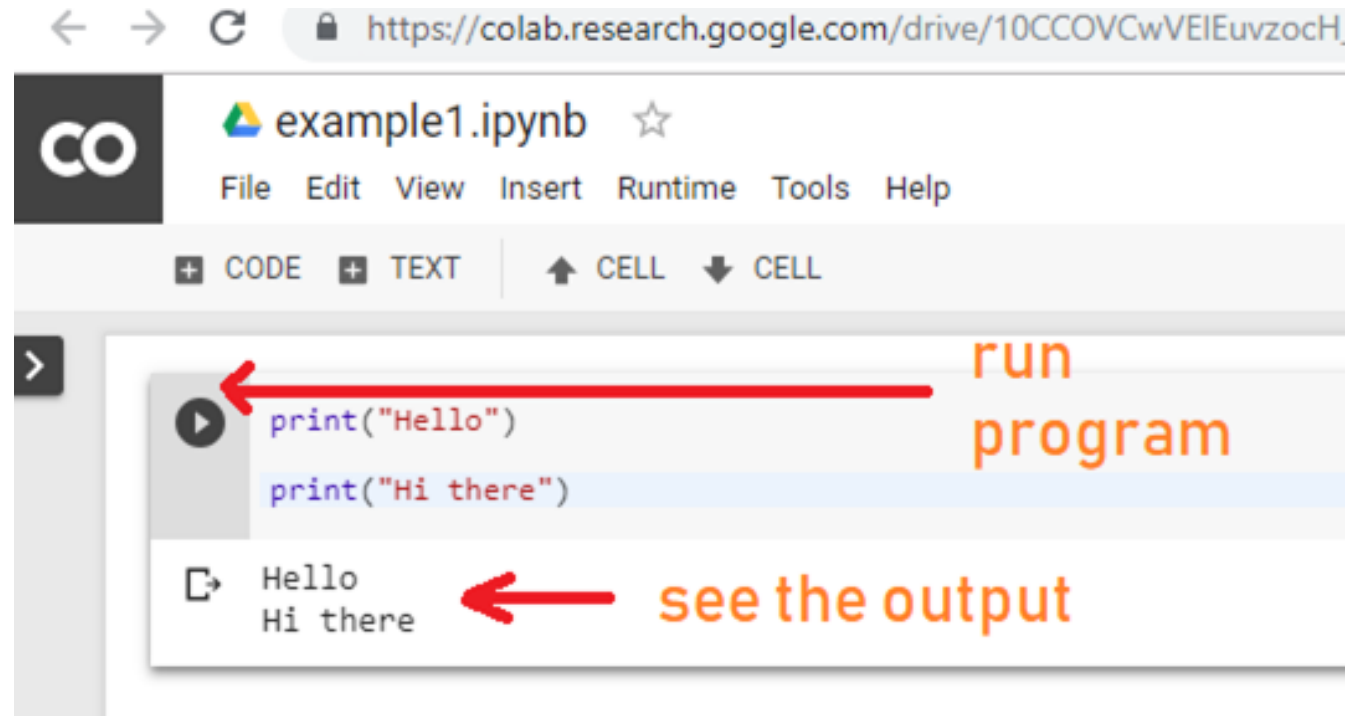 https://colab.research.google.com/drive/10CCOVCwVElEuvzocH_
CO
example1.ipynb
File Edit View Insert Runtime Tools Help
CODE TEXT CELL CELL
run
program
print("Hello")
print("Hi there")
Hello
Hi there
see the output